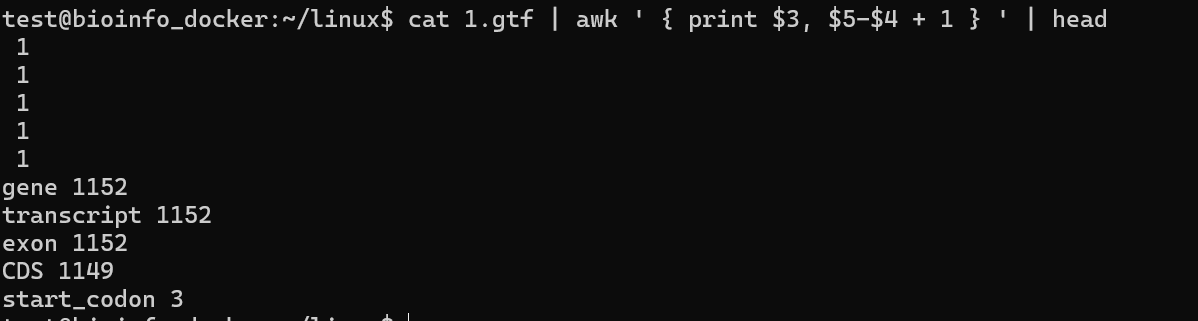 test@bioinfo_docker:~/linux$ cat 1.gtf | awk ' { print $3, $5-$4 + 1 } ' | head
 1
 1
 1
 1
 1
gene 1152
transcript 1152
exon 1152
CDS 1149
start_codon 3